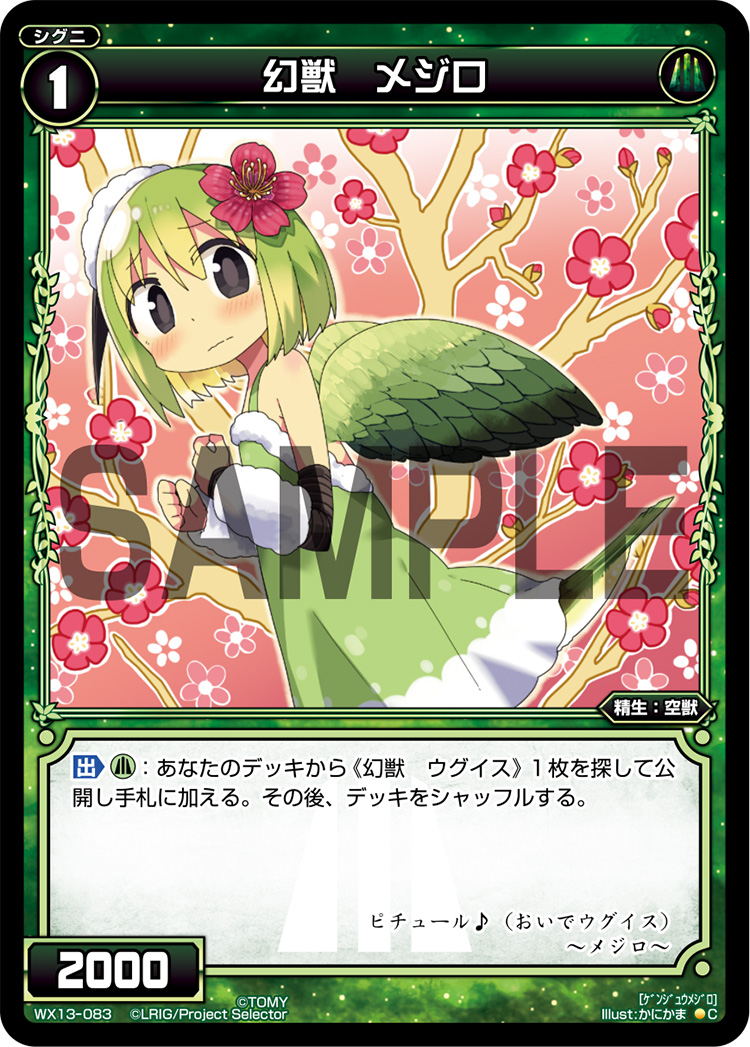 シグニ
1
幻獣　メジロ
SAMPLE
精生：空獣
出：あなたのデッキから《幻獣　ウグイス》１枚を探して公
開し手札に加える。その後、デッキをシャッフルする。
ピチュール♪（おいでウグイス）
～メジロ～
2000
©TOMY
WX13-083 ©LRIG/Project Selector
[ｹﾞﾝｼﾞｭｳﾒｼﾞﾛ]
Illust:かにかま C